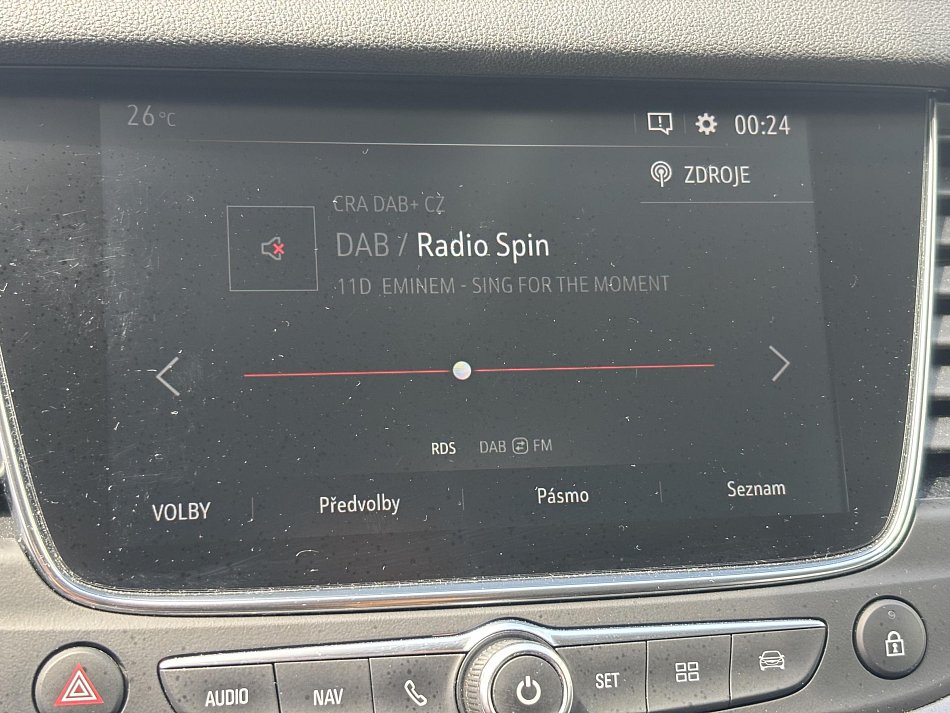 26°C
00:24
ZDROJE
CRA DAB+ CZ
DAB / Radio Spin
11D EMINEM - SING FOR THE MOMENT
RDS DAB FM
VOLBY Předvolby Pásmo Seznam
9
AUDIO NAV SET